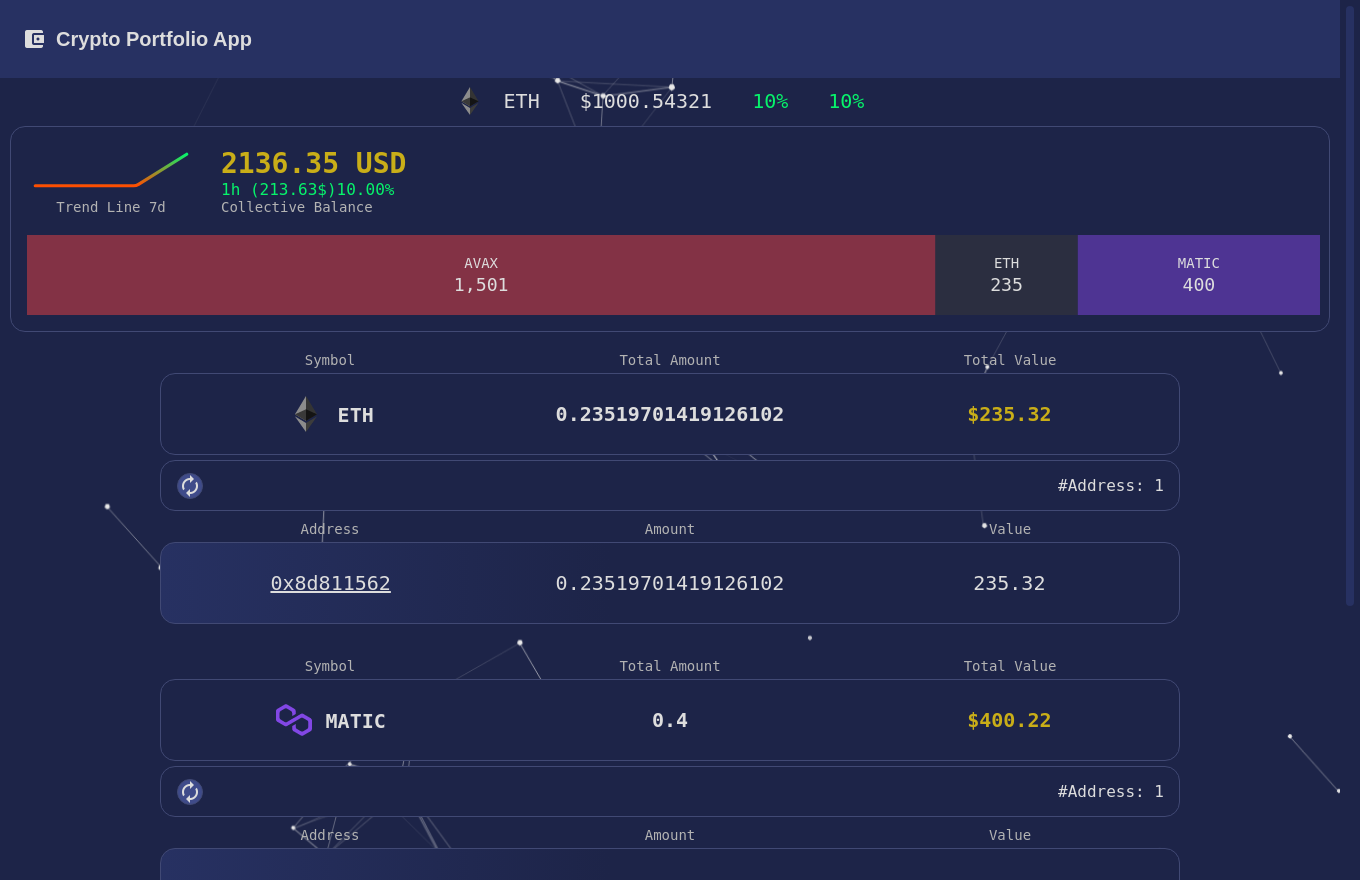 Crypto Portfolio App
ETH $1000.54321 10% 10%
2136.35 USD
1h (213.63$)10.00%
Trend Line 7d Collective Balance
AVAX ETH MATIC
1,501 235 400
Symbol Total Amount Total Value
ETH 0.23519701419126102 $235.32
#Address: 1
Address Amount Value
0x8d811562 0.23519701419126102 235.32
Symbol Total Amount Total Value
MATIC 0.4 $400.22
#Address: 1
Address Amount Value